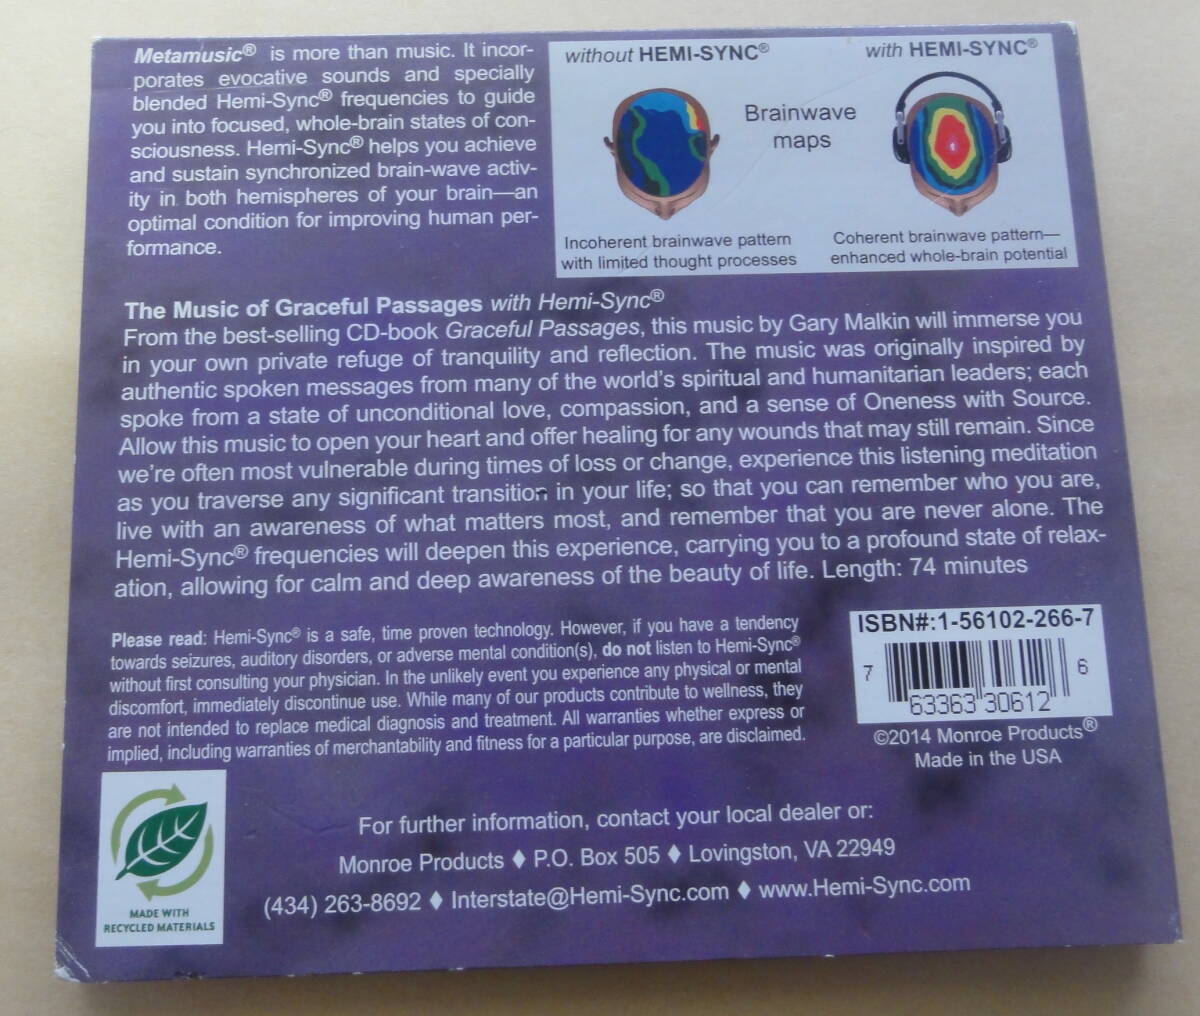 Metamusic® is more than music. It incor-
porates evocative sounds and specially
blended Hemi-Sync® frequencies to guide
you into focused, whole-brain states of con-
sciousness. Hemi-Sync® helps you achieve
and sustain synchronized brain-wave activ-
ity in both hemispheres of your brain—an
optimal condition for improving human per-
formance.
without HEMI-SYNC®
with HEMI-SYNC®
Brainwave
maps
Incoherent brainwave pattern
with limited thought processes
Coherent brainwave pattern—
enhanced whole-brain potential
The Music of Graceful Passages with Hemi-Sync®
From the best-selling CD-book Graceful Passages, this music by Gary Malkin will immerse you
in your own private refuge of tranquility and reflection. The music was originally inspired by
authentic spoken messages from many of the world's spiritual and humanitarian leaders; each
spoke from a state of unconditional love, compassion, and a sense of Oneness with Source.
Allow this music to open your heart and offer healing for any wounds that may still remain. Since
we're often most vulnerable during times of loss or change, experience this listening meditation
as you traverse any significant transition in your life; so that you can remember who you are,
live with an awareness of what matters most, and remember that you are never alone. The
Hemi-Sync® frequencies will deepen this experience, carrying you to a profound state of relax-
ation, allowing for calm and deep awareness of the beauty of life. Length: 74 minutes
Please read: Hemi-Sync® is a safe, time proven technology. However, if you have a tendency
towards seizures, auditory disorders, or adverse mental condition(s), do not listen to Hemi-Sync®
without first consulting your physician. In the unlikely event you experience any physical or mental
discomfort, immediately discontinue use. While many of our products contribute to wellness, they
are not intended to replace medical diagnosis and treatment. All warranties whether express or
implied, including warranties of merchantability and fitness for a particular purpose, are disclaimed.
ISBN#:1-56102-266-7
7 63363 30612 6
©2014 Monroe Products®
Made in the USA
MADE WITH
RECYCLED MATERIALS
For further information, contact your local dealer or:
Monroe Products ♦ P.O. Box 505 ♦ Lovingston, VA 22949
(434) 263-8692 ♦ Interstate@Hemi-Sync.com ♦ www.Hemi-Sync.com